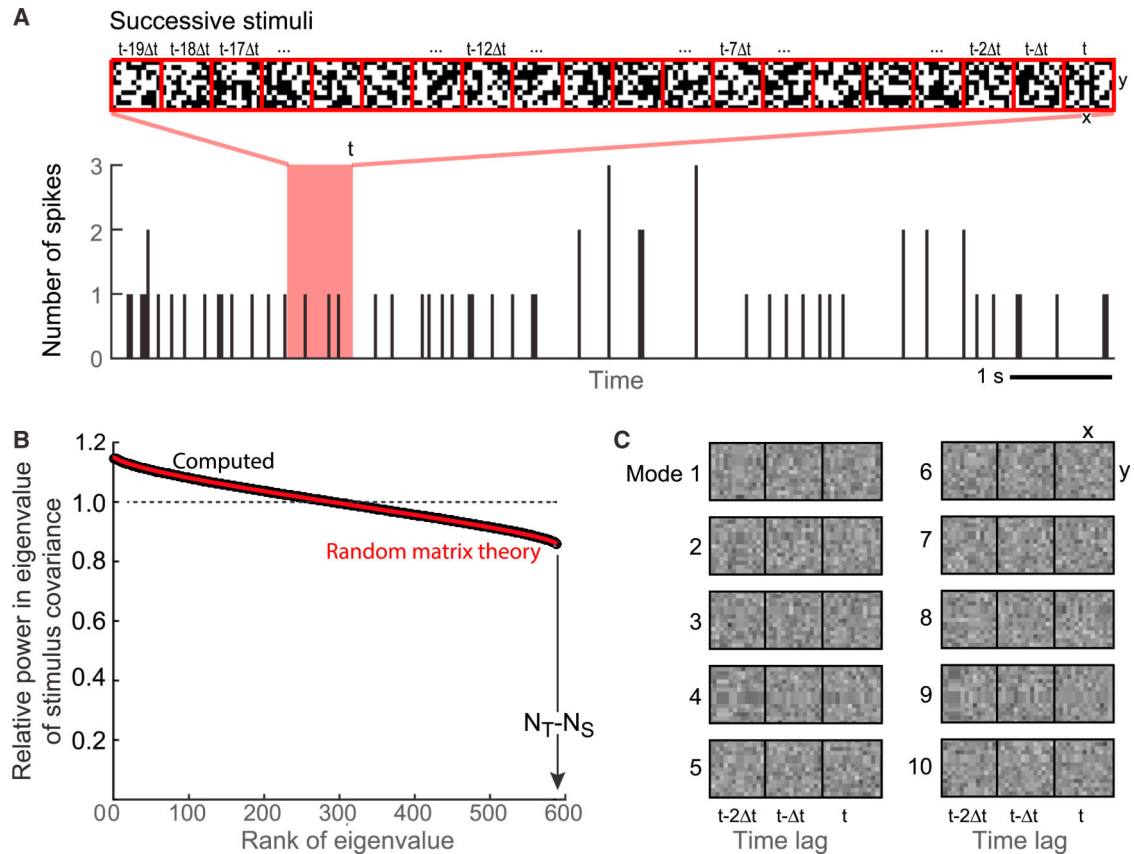 A
Successive stimuli
t-19Δt t-18Δt t-17Δt ... ... t-12Δt ... ... t-7Δt ... ... t-2Δt t-Δt t
y
x
t
3
2
1
0
Number of spikes
Time
1 s
B
1.2
1.0
0.8
0.6
0.4
0.2
Relative power in eigenvalue
of stimulus covariance
Computed
Random matrix theory
NT-NS
00 100 200 300 400 500 600
Rank of eigenvalue
C
x
y
Mode 1
2
3
4
5
6
7
8
9
10
t-2Δt t-Δt t
Time lag
t-2Δt t-Δt t
Time lag